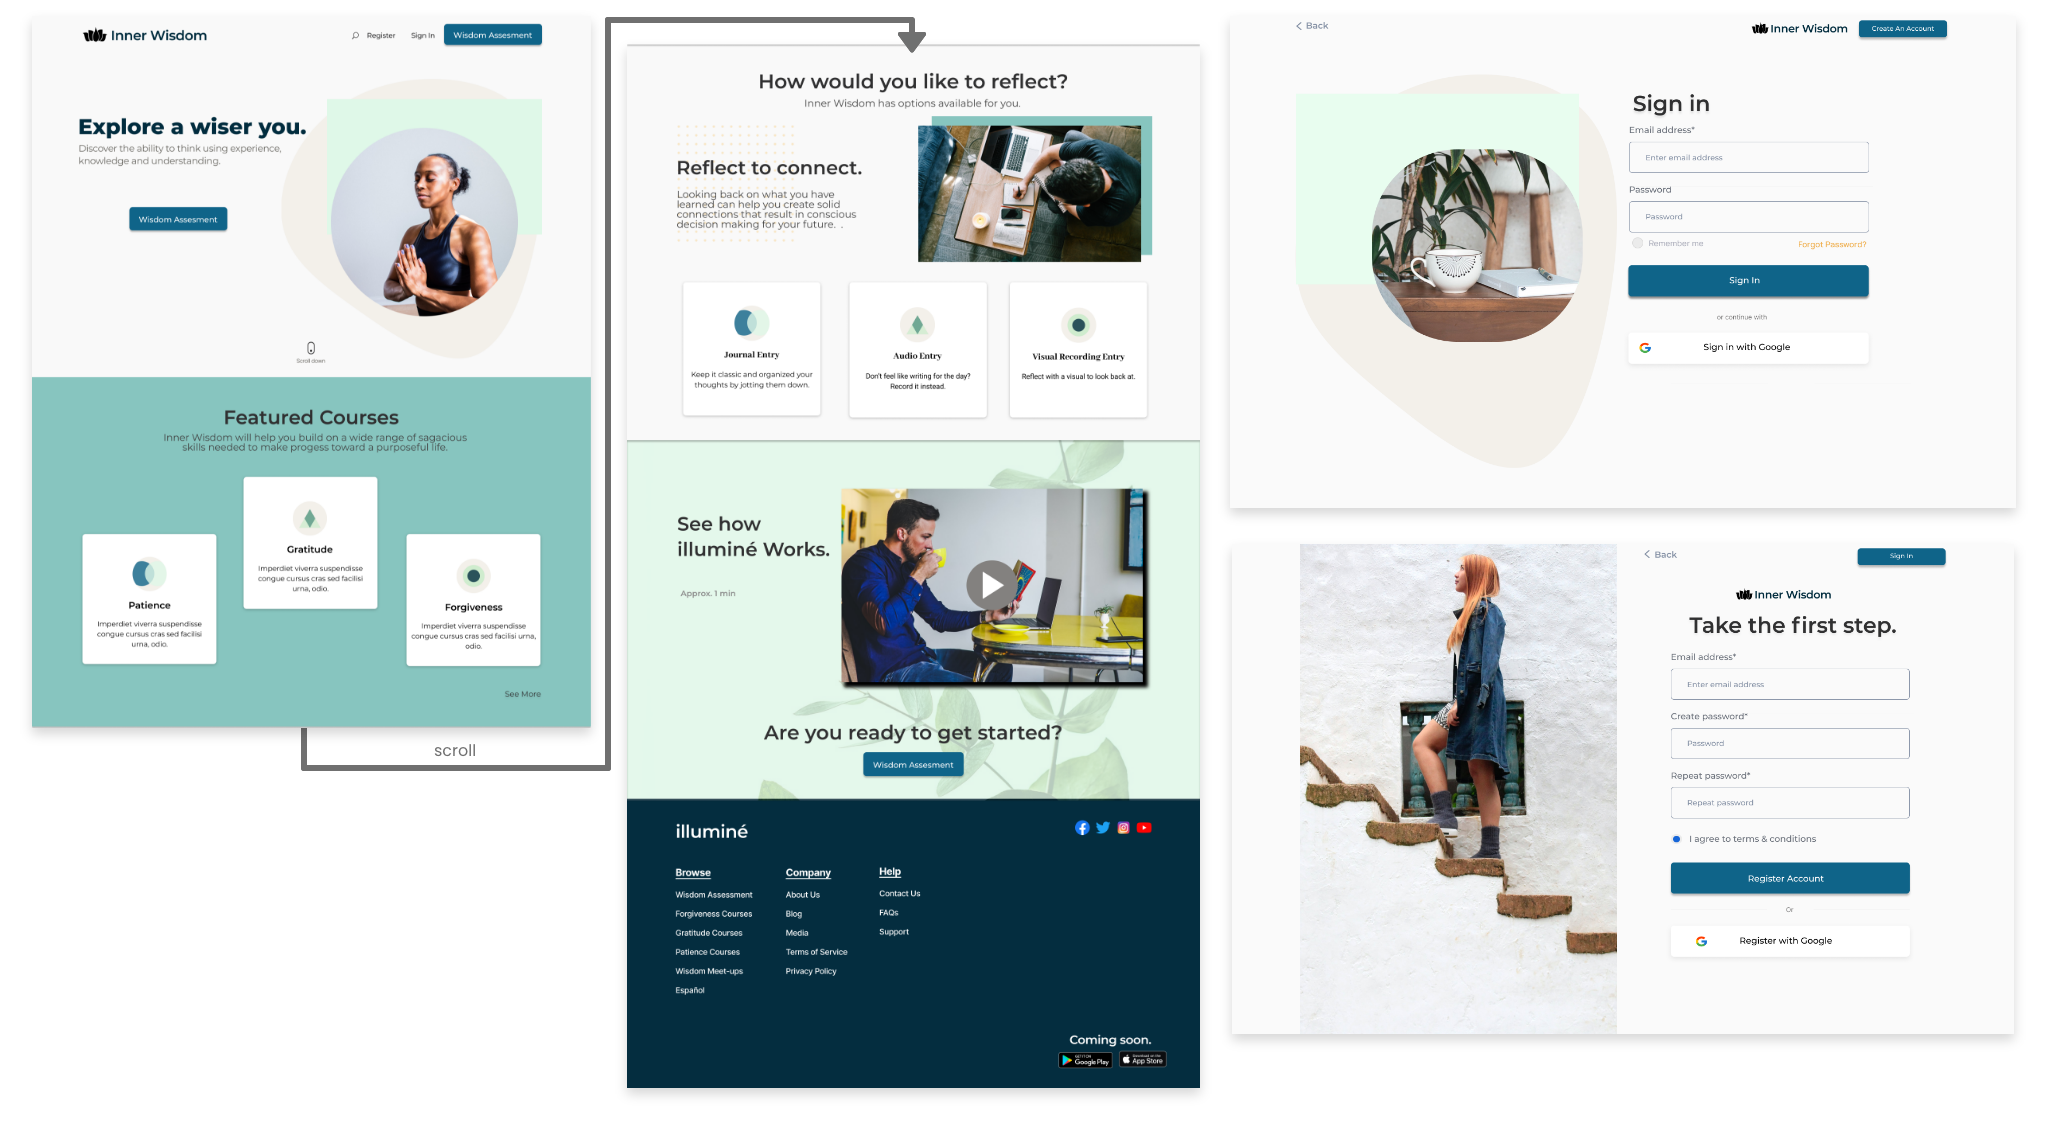 Inner Wisdom
Register
Sign In
Wisdom Assesment
Explore a wiser you.
Discover the ability to think using experience,
knowledge and understanding.
Wisdom Assesment
Scroll down
Featured Courses
Inner Wisdom will help you build on a wide range of sagacious
skills needed to make progess toward a purposeful life.
Patience
Imperdiet viverra suspendisse
congue cursus cras sed facilisi
urna, odio.
Gratitude
Imperdiet viverra suspendisse
congue cursus cras sed facilisi
urna, odio.
Forgiveness
Imperdiet viverra suspendisse
congue cursus cras sed facilisi urna,
odio.
See More
scroll
How would you like to reflect?
Inner Wisdom has options available for you.
Reflect to connect.
Looking back on what you have
learned can help you create solid
connections that result in conscious
decision making for your future. .
Journal Entry
Keep it classic and organized your
thoughts by jotting them down.
Audio Entry
Don't feel like writing for the day?
Record it instead.
Visual Recording Entry
Reflect with a visual to look back at.
See how
illuminé Works.
Approx. 1 min
Are you ready to get started?
Wisdom Assesment
illuminé
Browse
Wisdom Assessment
Forgiveness Courses
Gratitude Courses
Patience Courses
Wisdom Meet-ups
Español
Company
About Us
Blog
Media
Terms of Service
Privacy Policy
Help
Contact Us
FAQs
Support
Coming soon.
GET IT ON
Google Play
Download on the
App Store
Back
Inner Wisdom
Create An Account
Sign in
Email address*
Enter email address
Password
Password
Remember me
Forgot Password?
Sign In
or continue with
Sign in with Google
Back
Sign In
Inner Wisdom
Take the first step.
Email address*
Enter email address
Create password*
Password
Repeat password*
Repeat password
I agree to terms & conditions
Register Account
Or
Register with Google